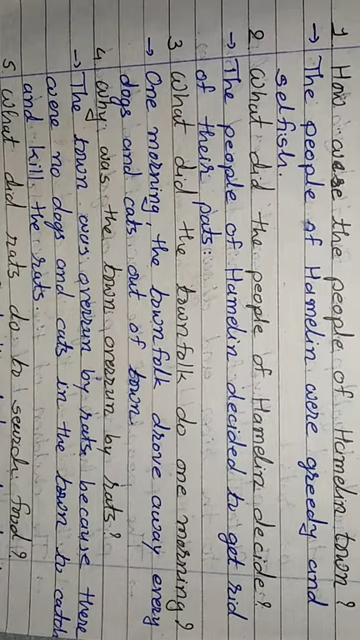 1 How were the people of Hamelin town?
→ The people of Hamelin were greedy and
selfish.
2 What did the people of Hamelin decide?
→ The people of Hamelin decided to get rid
of their pets.
3 What did the townfolk do one morning?
→ One morning, the townfolk drove away every
dogs and cats out of town.
4. Why was the town overrun by rats?
→ The town was overrun by rats because there
were no dogs and cats in the town to catch
and kill the rats.
5. What did rats do to search food?